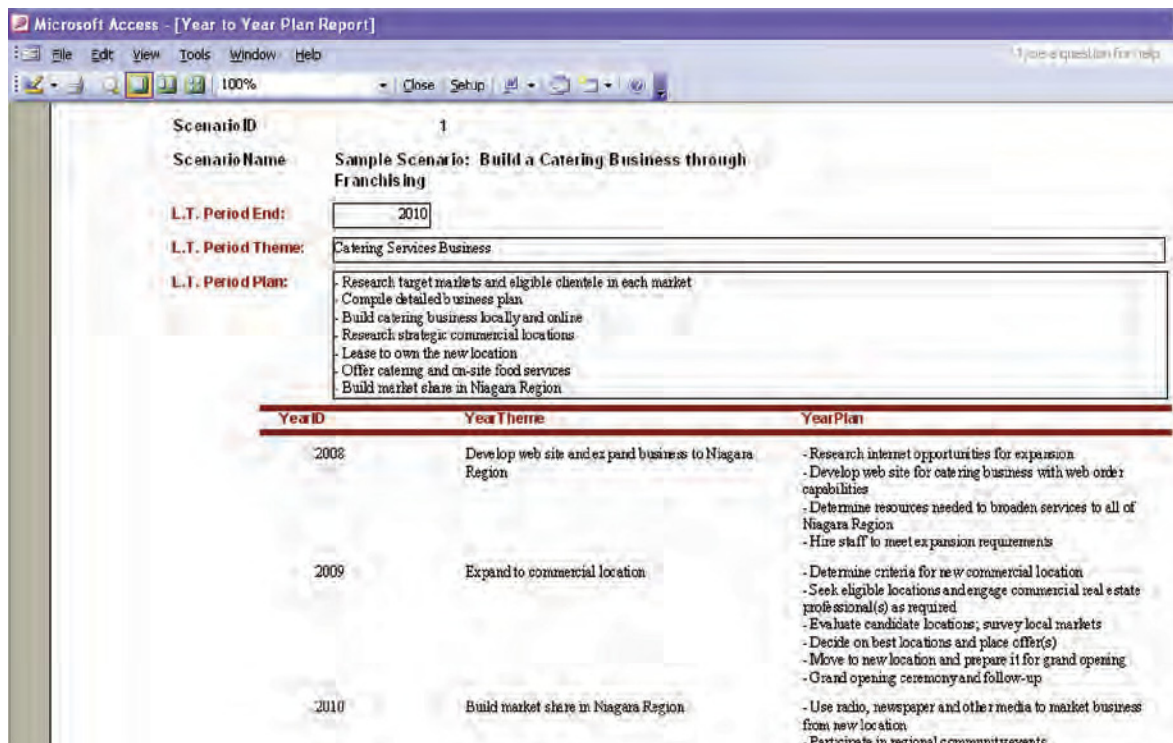 Microsoft Access - [Year to Year Plan Report]
File Edit View Tools Window Help Type a question for help
100% Close Setup
ScenarioID 1
ScenarioName Sample Scenario: Build a Catering Business through
Franchising
L.T. Period End: 2010
L.T. Period Theme: Catering Services Business
L.T. Period Plan: - Research target markets and eligible clientele in each market
- Compile detailed business plan
- Build catering business locally and online
- Research strategic commercial locations
- Lease to own the new location
- Offer catering and on-site food services
- Build market share in Niagara Region
YearID YearTheme YearPlan
2008 Develop web site and expand business to Niagara - Research internet opportunities for expansion
Region - Develop web site for catering business with web order
capabilities
- Determine resources needed to broaden services to all of
Niagara Region
- Hire staff to meet expansion requirements
2009 Expand to commercial location - Determine criteria for new commercial location
- Seek eligible locations and engage commercial real estate
professional(s) as required
- Evaluate candidate locations; survey local markets
- Decide on best locations and place offer(s)
- Move to new location and prepare it for grand opening
- Grand opening ceremony and follow-up
2010 Build market share in Niagara Region - Use radio, newspaper and other media to market business
from new location
- Participate in regional community events